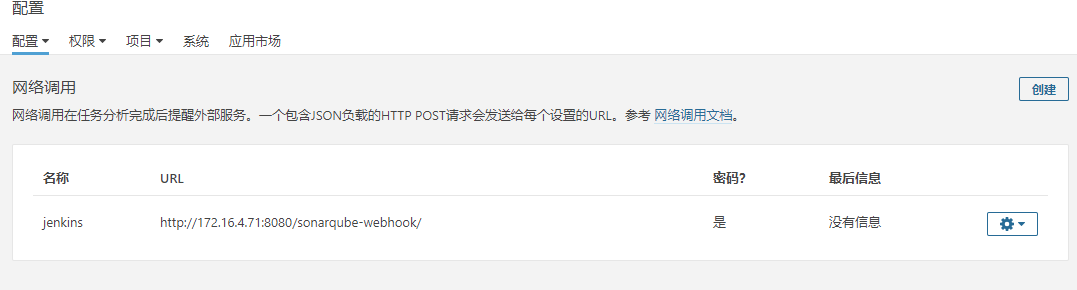 配置
配置 权限 项目 系统 应用市场
网络调用 创建
网络调用在任务分析完成后提醒外部服务。一个包含JSON负载的HTTP POST请求会发送给每个设置的URL。参考 网络调用文档。
名称 URL 密码? 最后信息
jenkins http://172.16.4.71:8080/sonarqube-webhook/ 是 没有信息